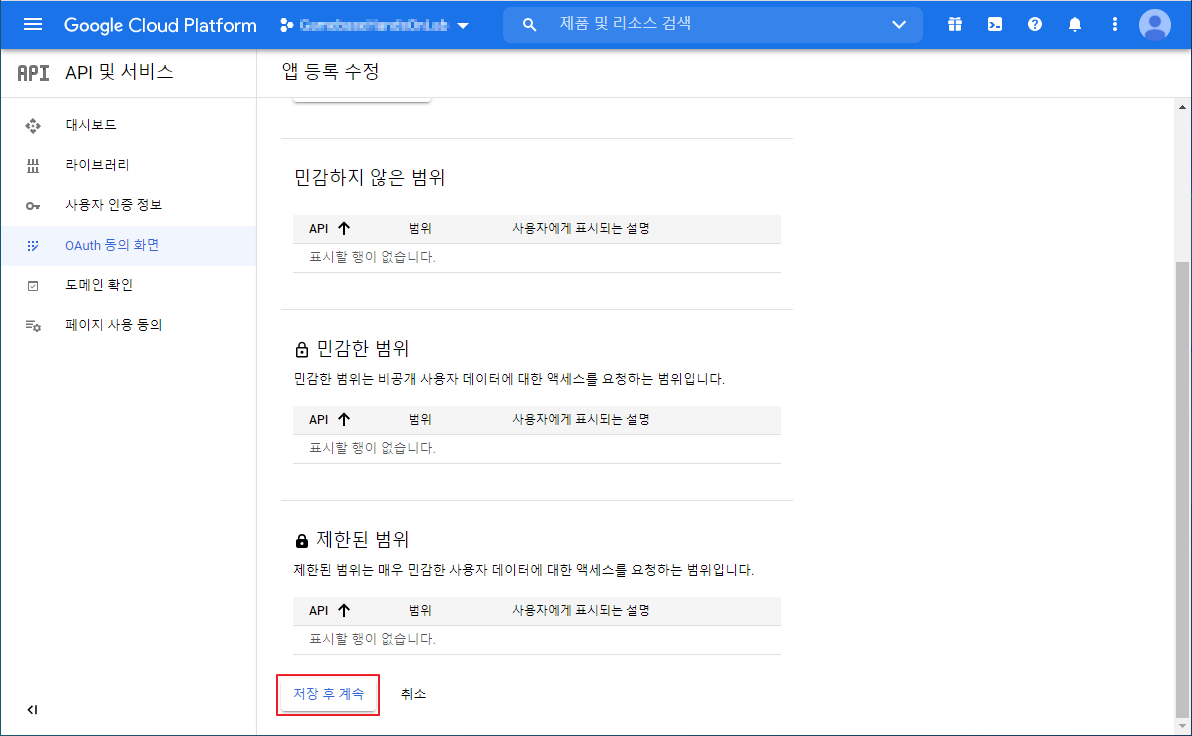 Google Cloud Platform
제품 및 리소스 검색
API API 및 서비스
앱 등록 수정
대시보드
라이브러리
사용자 인증 정보
OAuth 동의 화면
도메인 확인
페이지 사용 동의
민감하지 않은 범위
API 범위 사용자에게 표시되는 설명
표시할 행이 없습니다.
민감한 범위
민감한 범위는 비공개 사용자 데이터에 대한 액세스를 요청하는 범위입니다.
API 범위 사용자에게 표시되는 설명
표시할 행이 없습니다.
제한된 범위
제한된 범위는 매우 민감한 사용자 데이터에 대한 액세스를 요청하는 범위입니다.
API 범위 사용자에게 표시되는 설명
표시할 행이 없습니다.
저장 후 계속 취소